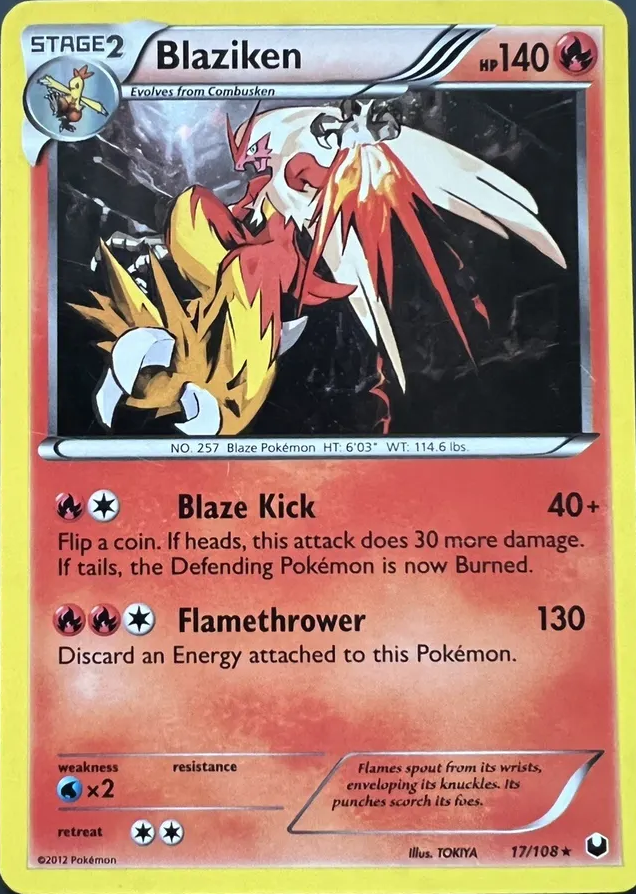 STAGE2 Blaziken HP140
Evolves from Combusken
NO. 257 Blaze Pokémon HT: 6'03" WT: 114.6 lbs.
Blaze Kick 40+
Flip a coin. If heads, this attack does 30 more damage.
If tails, the Defending Pokémon is now Burned.
Flamethrower 130
Discard an Energy attached to this Pokémon.
weakness resistance
×2
Flames spout from its wrists,
enveloping its knuckles. Its
punches scorch its foes.
retreat
Illus. TOKIYA 17/108
©2012 Pokémon